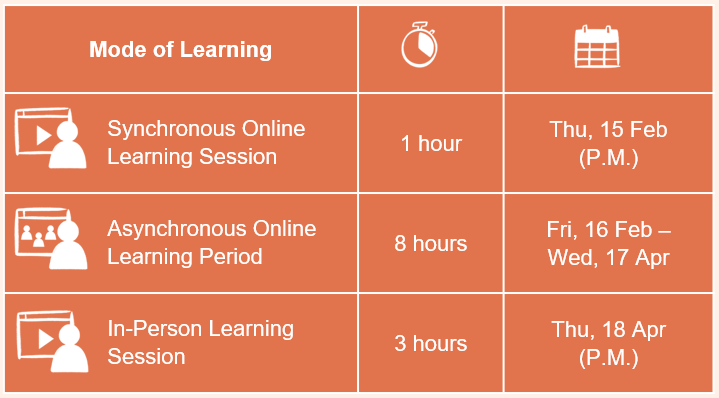 Mode of Learning
Synchronous Online
Learning Session
1 hour
Thu, 15 Feb
(P.M.)
Asynchronous Online
Learning Period
8 hours
Fri, 16 Feb –
Wed, 17 Apr
In-Person Learning
Session
3 hours
Thu, 18 Apr
(P.M.)